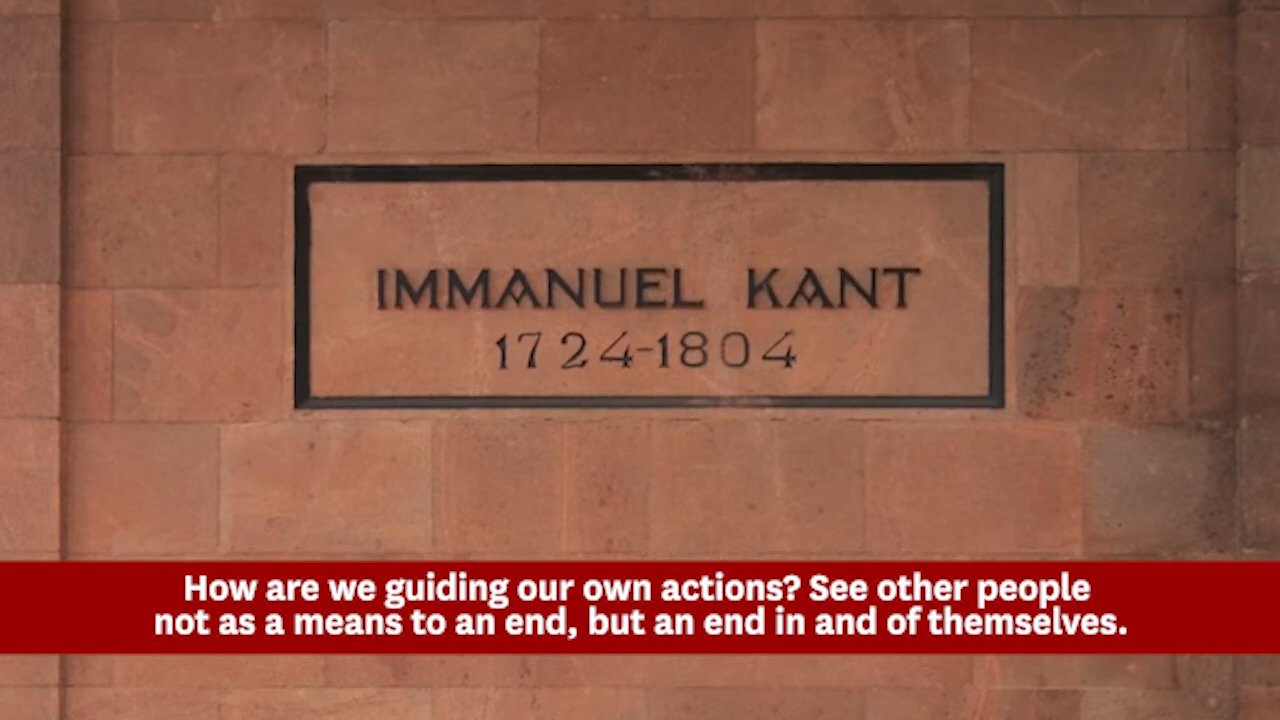 IMMANUEL KANT
1724-1804
How are we guiding our own actions? See other people
not as a means to an end, but an end in and of themselves.